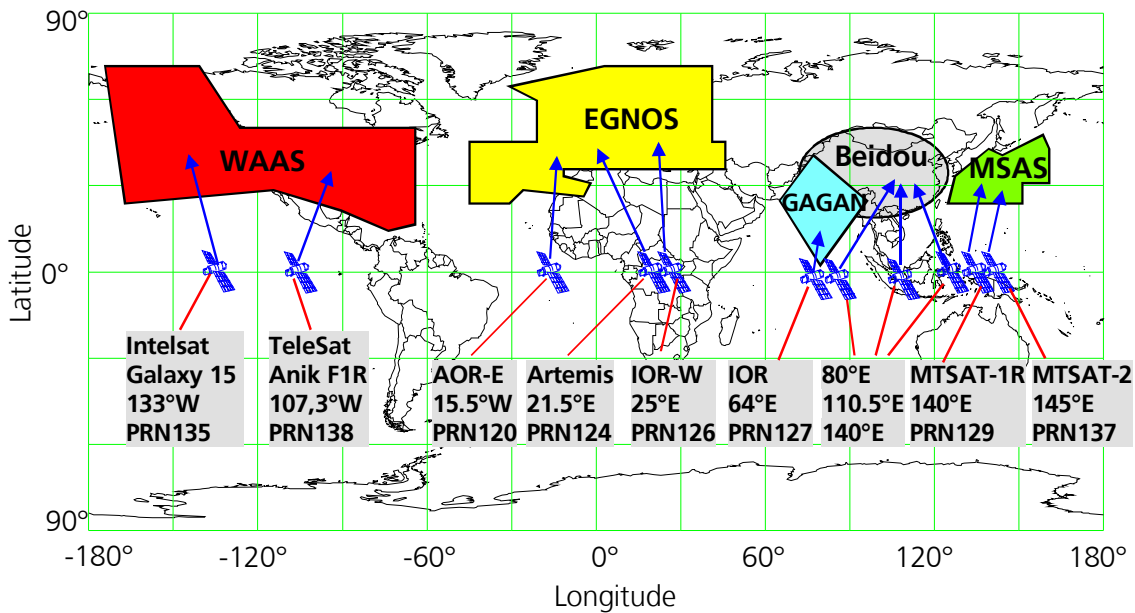 90°
WAAS
EGNOS
Beidou
MSAS
GAGAN
Latitude
0°
Intelsat
Galaxy 15
133°W
PRN135
TeleSat
Anik F1R
107,3°W
PRN138
AOR-E
15.5°W
PRN120
Artemis
21.5°E
PRN124
IOR-W
25°E
PRN126
IOR
64°E
PRN127
80°E
110.5°E
140°E
MTSAT-1R
140°E
PRN129
MTSAT-2
145°E
PRN137
90°
-180° -120° -60° 0° 60° 120° 180°
Longitude